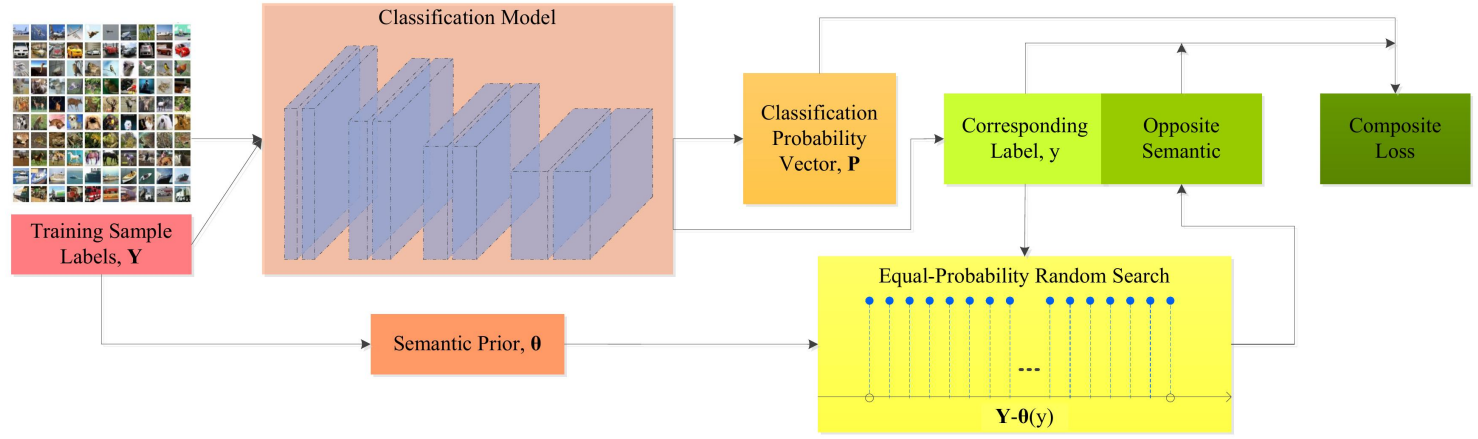 Classification Model
Classification
Probability
Vector, P
Corresponding
Label, y
Opposite
Semantic
Composite
Loss
Training Sample
Labels, Y
Equal-Probability Random Search
Semantic Prior, θ
...
Y-θ(y)